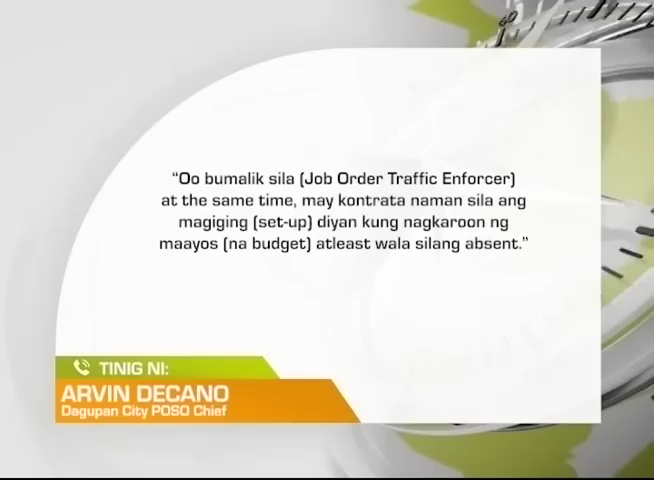 “Oo bumalik sila (Job Order Traffic Enforcer)
at the same time, may kontrata naman sila ang
magiging (set-up) diyan kung nagkaroon ng
maayos (na budget) atleast wala silang absent.”
TINIG NI:
ARVIN DECANO
Dagupan City POSO Chief